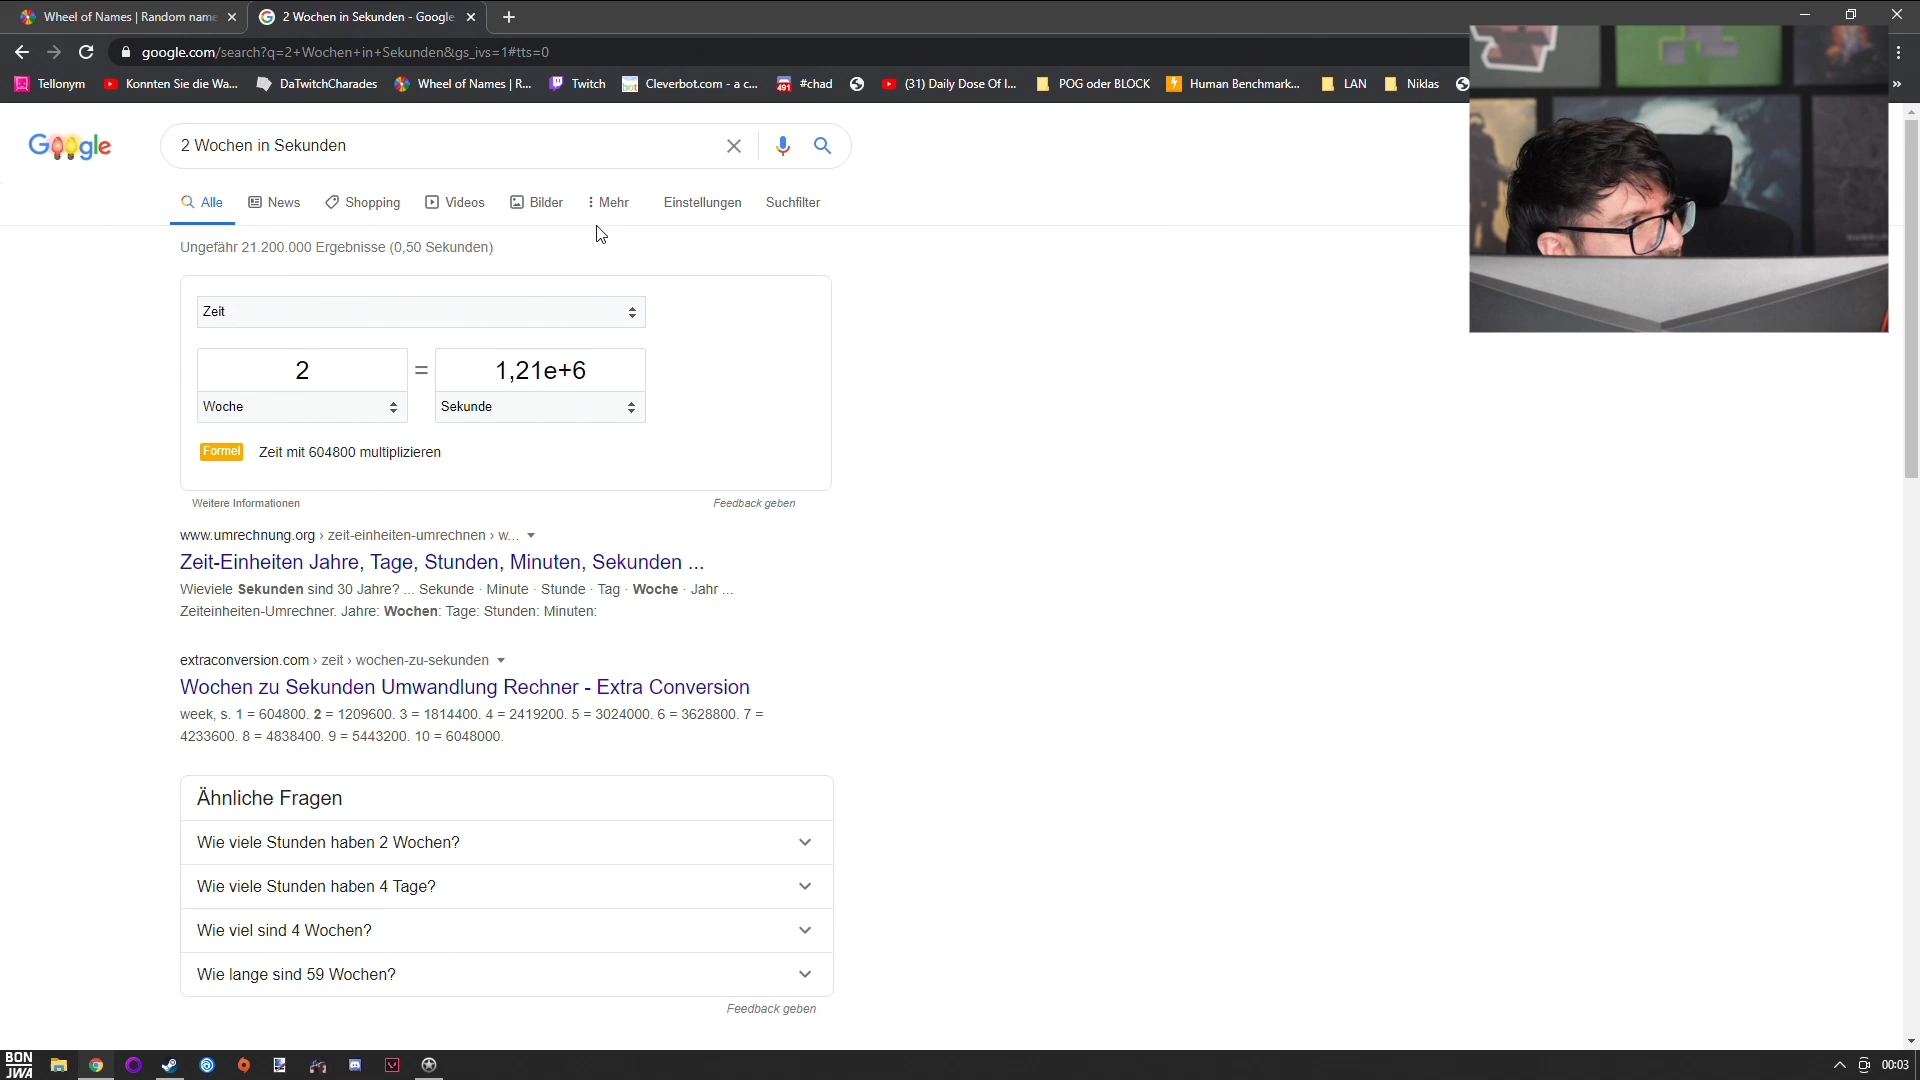 Wheel of Names | Random name
2 Wochen in Sekunden - Google
google.com/search?q=2+Wochen+in+Sekunden&gs_ivs=1#tts=0
Tellonym
Konnten Sie die Wa...
DaTwitchCharades
Wheel of Names | R...
Twitch
Cleverbot.com - a c...
491
#chad
(31) Daily Dose Of I...
POG oder BLOCK
Human Benchmark...
LAN
Niklas
»
Google
2 Wochen in Sekunden
Alle
News
Shopping
Videos
Bilder
Mehr
Einstellungen
Suchfilter
Ungefähr 21.200.000 Ergebnisse (0,50 Sekunden)
Zeit
2 = 1,21e+6
Woche
Sekunde
Formel Zeit mit 604800 multiplizieren
Weitere Informationen
Feedback geben
www.umrechnung.org › zeit-einheiten-umrechnen › w...
Zeit-Einheiten Jahre, Tage, Stunden, Minuten, Sekunden ...
Wieviele Sekunden sind 30 Jahre? ... Sekunde · Minute · Stunde · Tag · Woche · Jahr ...
Zeiteinheiten-Umrechner. Jahre: Wochen: Tage: Stunden: Minuten:
extraconversion.com › zeit › wochen-zu-sekunden
Wochen zu Sekunden Umwandlung Rechner - Extra Conversion
week, s. 1 = 604800. 2 = 1209600. 3 = 1814400. 4 = 2419200. 5 = 3024000. 6 = 3628800. 7 =
4233600. 8 = 4838400. 9 = 5443200. 10 = 6048000.
Ähnliche Fragen
Wie viele Stunden haben 2 Wochen?
Wie viele Stunden haben 4 Tage?
Wie viel sind 4 Wochen?
Wie lange sind 59 Wochen?
Feedback geben
BON
JWA
00:03